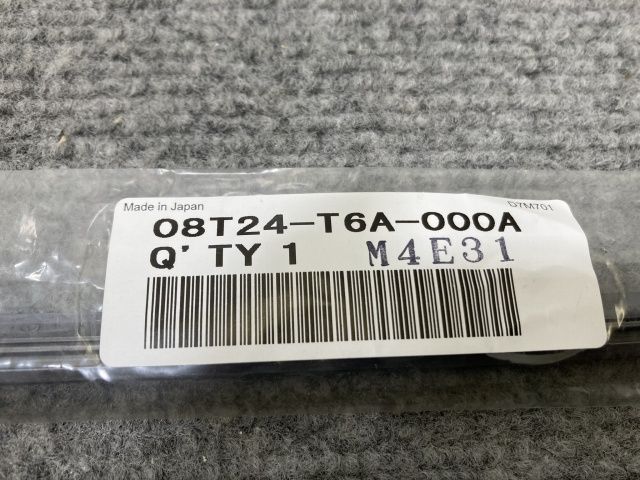 Made in Japan
D7M701
08T24-T6A-000A
Q'TY 1 M4E31